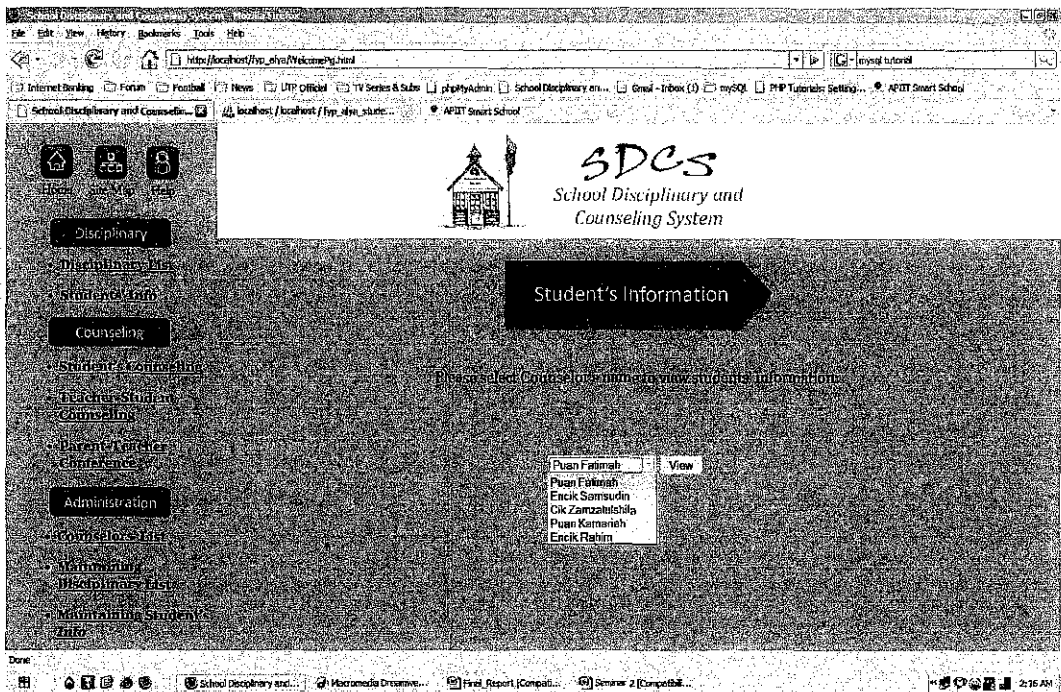 School Disciplinary and Counseling System - Mozilla Firefox
File Edit View History Bookmarks Tools Help
http://localhost/fyp_alya/WelcomePg.html
mysql tutorial
Internet Banking Forum Football News UTP Official TV Series & Subs phpMyAdmin School Disciplinary an... Gmail - Inbox (1) mySQL PHP Tutorials: Setting... APIIT Smart School
School Disciplinary and Counselin... localhost / localhost / fyp_alya_stude... APIIT Smart School
Home Site Map Help
SDCS
School Disciplinary and
Counseling System
Disciplinary
Disciplinary List
Students' Info
Student's Information
Counseling
Student's Counseling
Teacher-Student
Counseling
Please select Counselor's name to view students' information:
Parent-Teacher
Conference
Puan Fatimah View
Puan Fatimah
Encik Samsudin
Cik Zamzatulshila
Puan Kamariah
Encik Rahim
Administration
Counselor's List
Maintaining
Disciplinary List
Maintaining Student's
Info
Done
School Disciplinary and... Macromedia Dreamwe... Final_Report [Compati... Seminar 2 [Compatibil... 2:16 AM